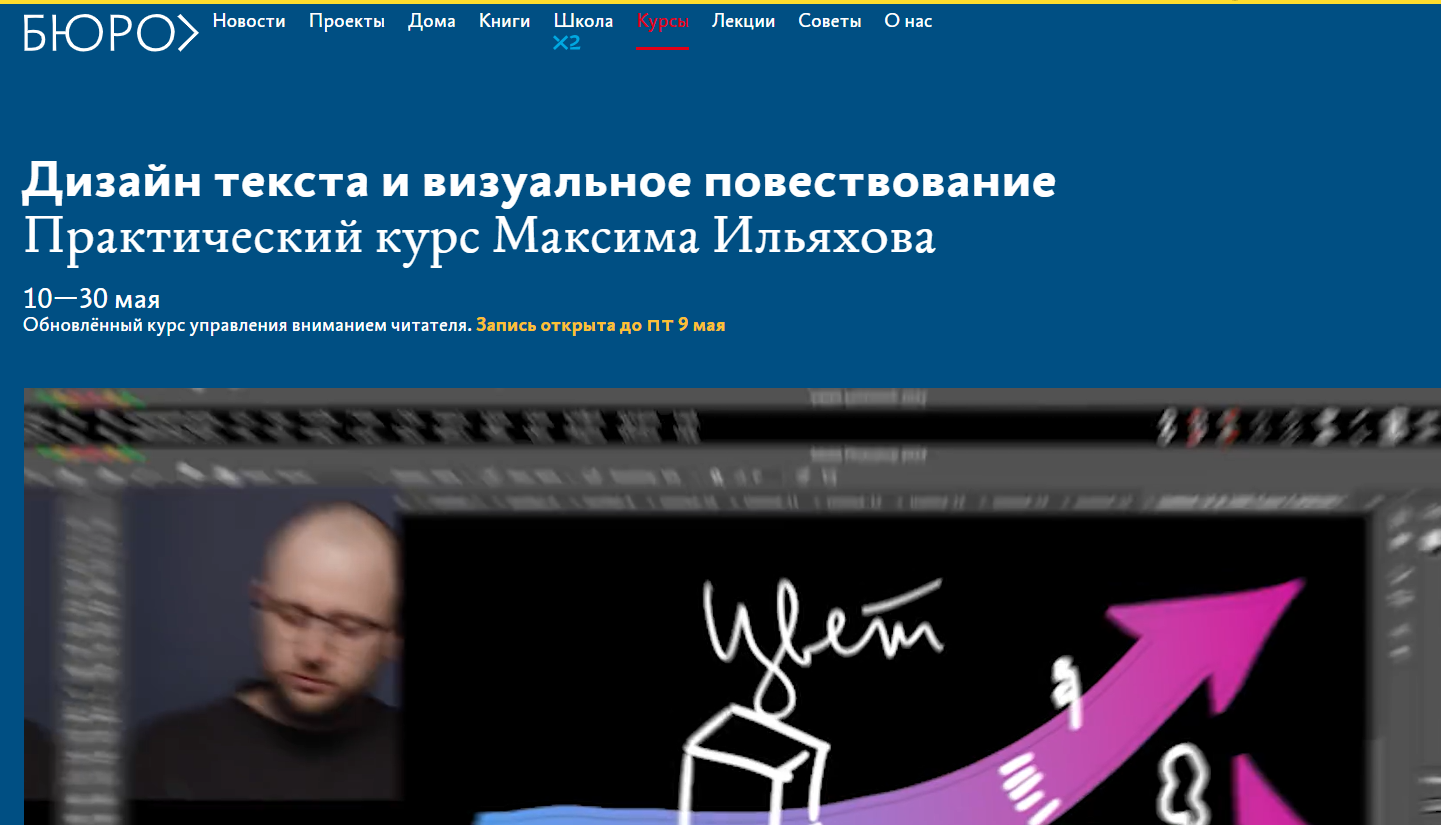 БЮРО
Новости Проекты Дома Книги Школа Курсы Лекции Советы О нас
×2
Дизайн текста и визуальное повествование
Практический курс Максима Ильяхова
10—30 мая
Обновлённый курс управления вниманием читателя. Запись открыта до ПТ 9 мая
Цвет